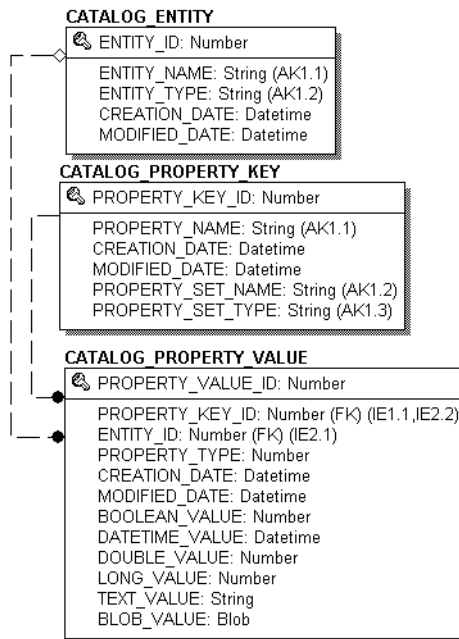 CATALOG_ENTITY
ENTITY_ID: Number
ENTITY_NAME: String (AK1.1)
ENTITY_TYPE: String (AK1.2)
CREATION_DATE: Datetime
MODIFIED_DATE: Datetime
CATALOG_PROPERTY_KEY
PROPERTY_KEY_ID: Number
PROPERTY_NAME: String (AK1.1)
CREATION_DATE: Datetime
MODIFIED_DATE: Datetime
PROPERTY_SET_NAME: String (AK1.2)
PROPERTY_SET_TYPE: String (AK1.3)
CATALOG_PROPERTY_VALUE
PROPERTY_VALUE_ID: Number
PROPERTY_KEY_ID: Number (FK) (IE1.1,IE2.2)
ENTITY_ID: Number (FK) (IE2.1)
PROPERTY_TYPE: Number
CREATION_DATE: Datetime
MODIFIED_DATE: Datetime
BOOLEAN_VALUE: Number
DATETIME_VALUE: Datetime
DOUBLE_VALUE: Number
LONG_VALUE: Number
TEXT_VALUE: String
BLOB_VALUE: Blob